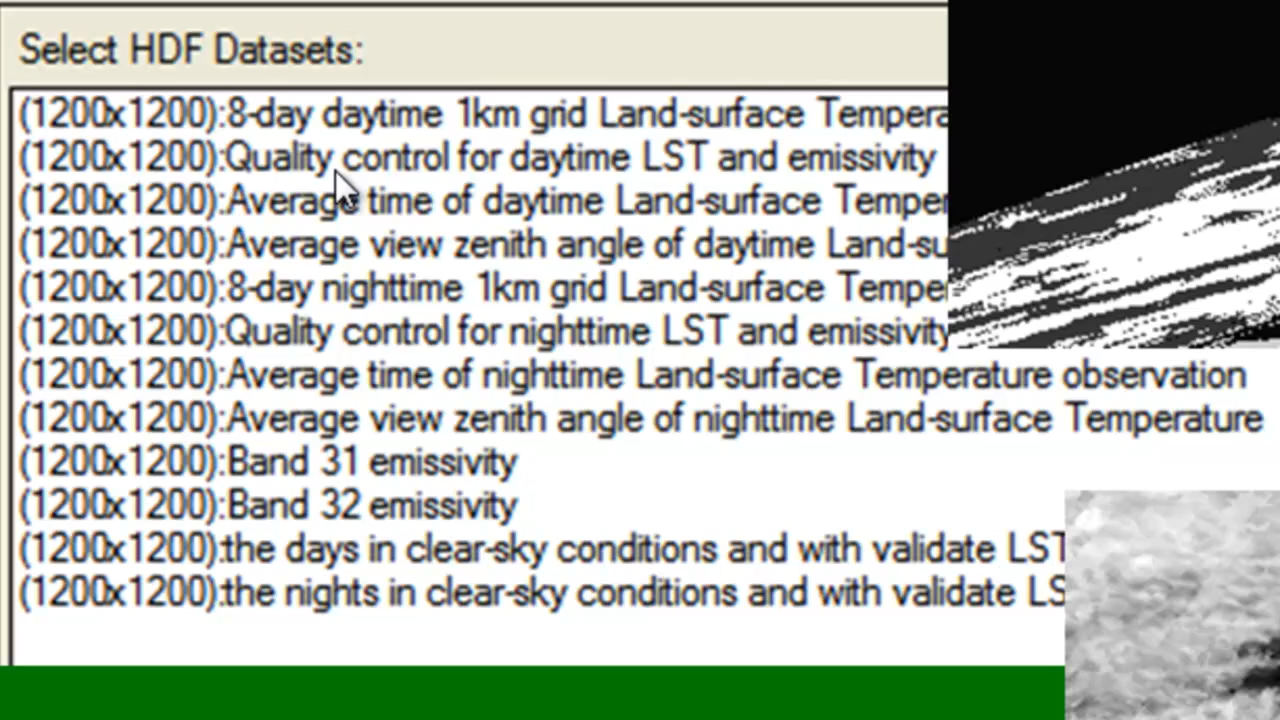 Select HDF Datasets:
(1200x1200):8-day daytime 1km grid Land-surface Tempera
(1200x1200):Quality control for daytime LST and emissivity
(1200x1200):Average time of daytime Land-surface Temper
(1200x1200):Average view zenith angle of daytime Land-su
(1200x1200):8-day nighttime 1km grid Land-surface Tempe
(1200x1200):Quality control for nighttime LST and emissivity
(1200x1200):Average time of nighttime Land-surface Temperature observation
(1200x1200):Average view zenith angle of nighttime Land-surface Temperature
(1200x1200):Band 31 emissivity
(1200x1200):Band 32 emissivity
(1200x1200):the days in clear-sky conditions and with validate LST
(1200x1200):the nights in clear-sky conditions and with validate LS